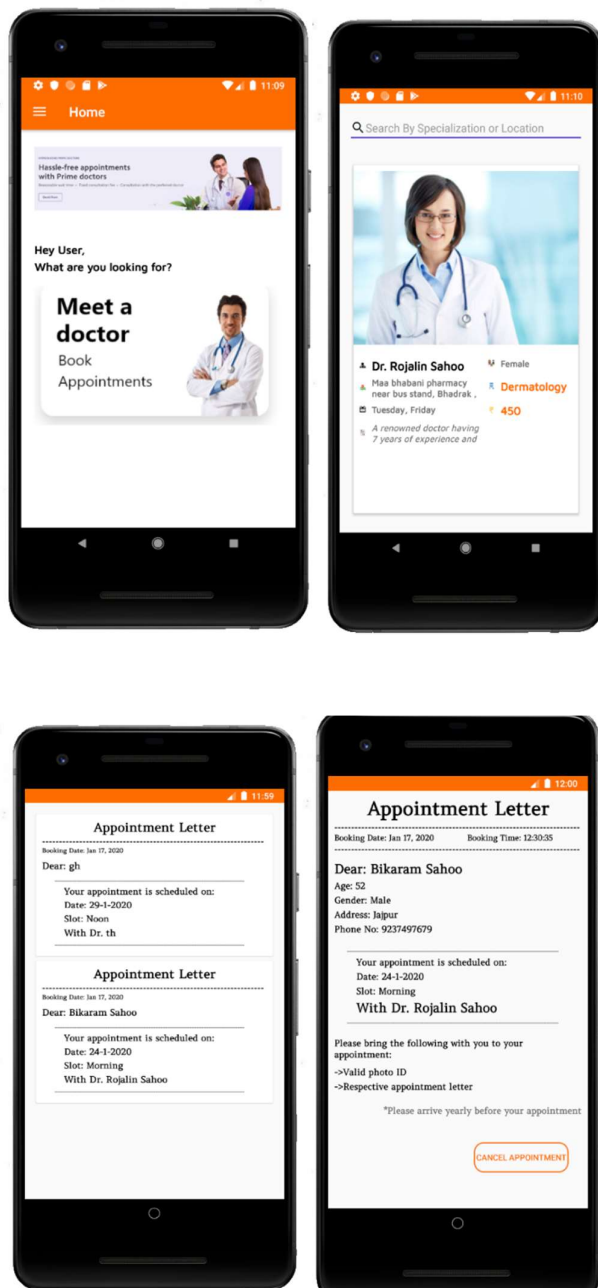 11:09
Home
Hassle-free appointments
with Prime doctors
Hey User,
What are you looking for?
Meet a
doctor
Book
Appointments
11:10
Search By Specialization or Location
Dr. Rojalin Sahoo
Female
Maa bhabani pharmacy
near bus stand, Bhadrak ,
Dermatology
Tuesday, Friday
450
A renowned doctor having
7 years of experience and
11:59
Appointment Letter
Booking Date: Jan 17, 2020
Dear: gh
Your appointment is scheduled on:
Date: 29-1-2020
Slot: Noon
With Dr. th
Appointment Letter
Booking Date: Jan 17, 2020
Dear: Bikaram Sahoo
Your appointment is scheduled on:
Date: 24-1-2020
Slot: Morning
With Dr. Rojalin Sahoo
12:00
Appointment Letter
Booking Date: Jan 17, 2020 Booking Time: 12:30:35
Dear: Bikaram Sahoo
Age: 52
Gender: Male
Address: Jajpur
Phone No: 9237497679
Your appointment is scheduled on:
Date: 24-1-2020
Slot: Morning
With Dr. Rojalin Sahoo
Please bring the following with you to your
appointment:
->Valid photo ID
->Respective appointment letter
*Please arrive yearly before your appointment
CANCEL APPOINTMENT